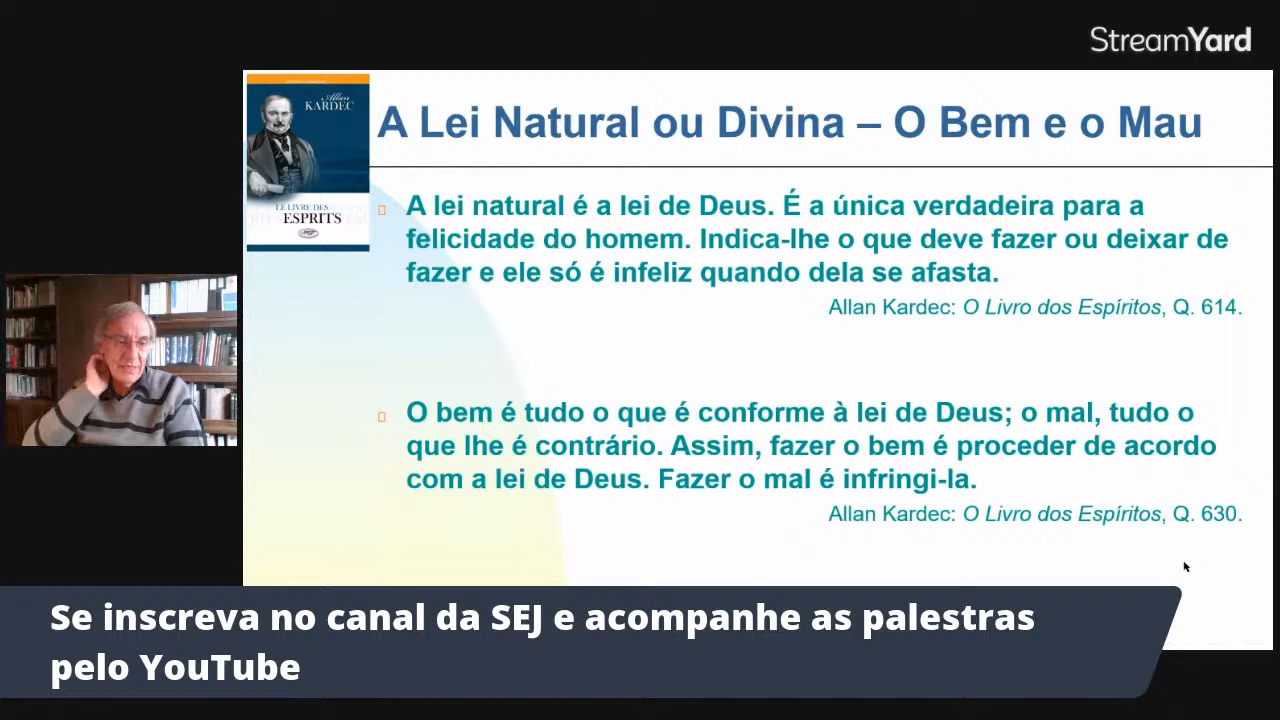 StreamYard
Allan
KARDEC
LE LIVRE DES
ESPRITS
A Lei Natural ou Divina – O Bem e o Mau
A lei natural é a lei de Deus. É a única verdadeira para a
felicidade do homem. Indica-lhe o que deve fazer ou deixar de
fazer e ele só é infeliz quando dela se afasta.
Allan Kardec: O Livro dos Espíritos, Q. 614.
O bem é tudo o que é conforme à lei de Deus; o mal, tudo o
que lhe é contrário. Assim, fazer o bem é proceder de acordo
com a lei de Deus. Fazer o mal é infringi-la.
Allan Kardec: O Livro dos Espíritos, Q. 630.
Se inscreva no canal da SEJ e acompanhe as palestras
pelo YouTube